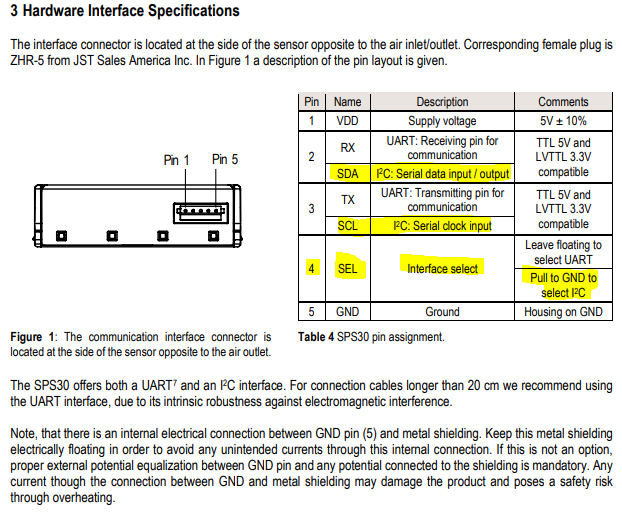 3 Hardware Interface Specifications
The interface connector is located at the side of the sensor opposite to the air inlet/outlet. Corresponding female plug is
ZHR-5 from JST Sales America Inc. In Figure 1 a description of the pin layout is given.
Pin 1 Pin 5
Pin Name Description Comments
1 VDD Supply voltage 5V ± 10%
2
RX
UART: Receiving pin for
communication
SDA
I²C: Serial data input / output
TTL 5V and
LVTTL 3.3V
compatible
3
TX
UART: Transmitting pin for
communication
SCL
I²C: Serial clock input
TTL 5V and
LVTTL 3.3V
compatible
4
SEL
Interface select
Leave floating to
select UART
Pull to GND to
select I²C
5 GND Ground Housing on GND
Figure 1: The communication interface connector is
located at the side of the sensor opposite to the air outlet.
Table 4 SPS30 pin assignment.
The SPS30 offers both a UART⁷ and an I²C interface. For connection cables longer than 20 cm we recommend using
the UART interface, due to its intrinsic robustness against electromagnetic interference.
Note, that there is an internal electrical connection between GND pin (5) and metal shielding. Keep this metal shielding
electrically floating in order to avoid any unintended currents through this internal connection. If this is not an option,
proper external potential equalization between GND pin and any potential connected to the shielding is mandatory. Any
current though the connection between GND and metal shielding may damage the product and poses a safety risk
through overheating.